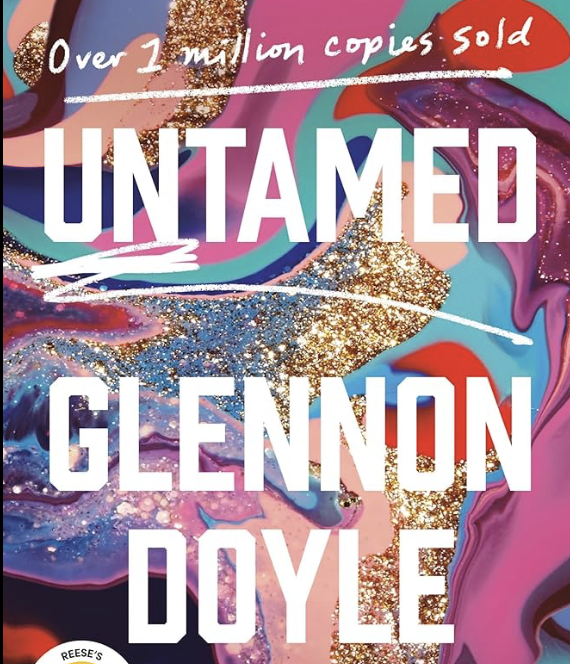 Over 1 million copies sold
UNTAMED
GLENNON
DOYLE
REESE'S